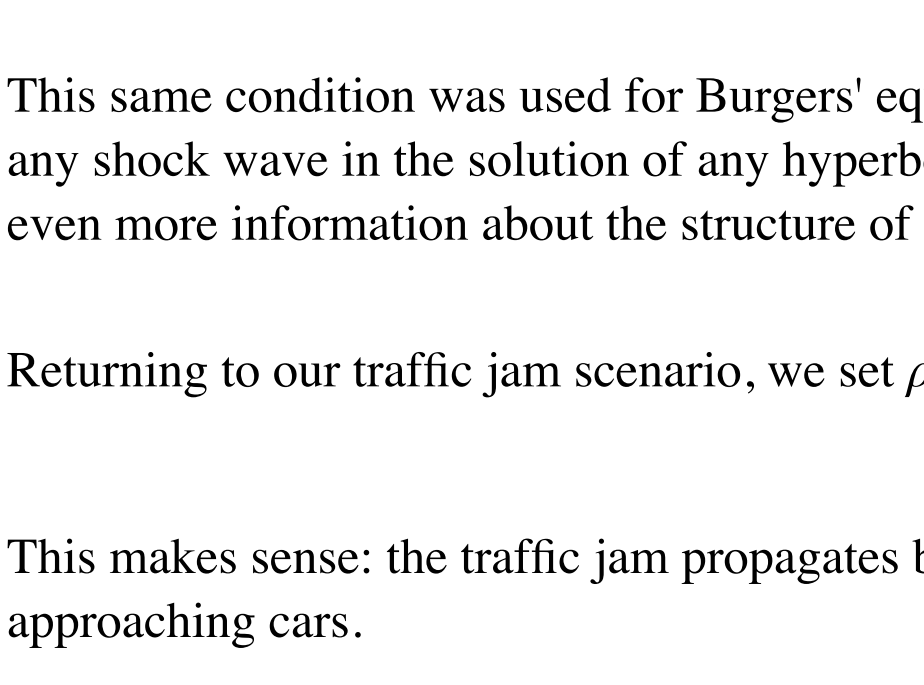 This same condition was used for Burgers'
any shock wave in the solution of any
even more information about the structure of
Returning to our traffic jam scenario, we set ρ
This makes sense: the traffic jam propagates
approaching cars.